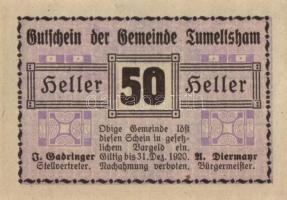 Gutschein der Gemeinde Tumeltsham
Heller 50 Heller
Obige Gemeinde löst
diesen Schein in gesetz-
lichem Bargeld ein.
J. Gadringer Giltig bis 31. Dez. 1920. A. Diermayr
Stellvertreter. Nachahmung verboten. Bürgermeister.